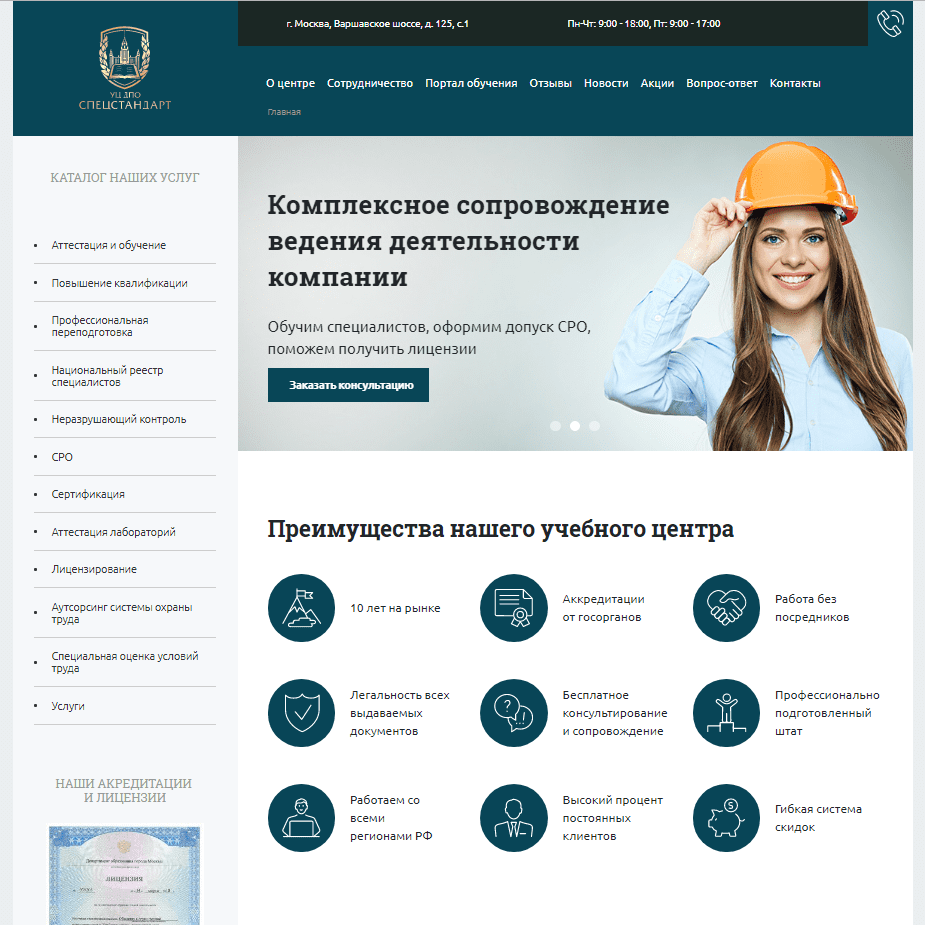 г. Москва, Варшавское шоссе, д. 125, с.1
Пн-Чт: 9:00 - 18:00, Пт: 9:00 - 17:00
УЦ ДПО
СПЕЦСТАНДАРТ
О центре Сотрудничество Портал обучения Отзывы Новости Акции Вопрос-ответ Контакты
Главная
КАТАЛОГ НАШИХ УСЛУГ
Аттестация и обучение
Повышение квалификации
Профессиональная
переподготовка
Национальный реестр
специалистов
Неразрушающий контроль
СРО
Сертификация
Аттестация лабораторий
Лицензирование
Аутсорсинг системы охраны
труда
Специальная оценка условий
труда
Услуги
НАШИ АКРЕДИТАЦИИ
И ЛИЦЕНЗИИ
Департамент образования города Москвы
ЛИЦЕНЗИЯ
Комплексное сопровождение
ведения деятельности
компании
Обучим специалистов, оформим допуск СРО,
поможем получить лицензии
Заказать консультацию
Преимущества нашего учебного центра
10 лет на рынке
Аккредитации
от госорганов
Работа без
посредников
Легальность всех
выдаваемых
документов
Бесплатное
консультирование
и сопровождение
Профессионально
подготовленный
штат
Работаем со
всеми
регионами РФ
Высокий процент
постоянных
клиентов
Гибкая система
скидок